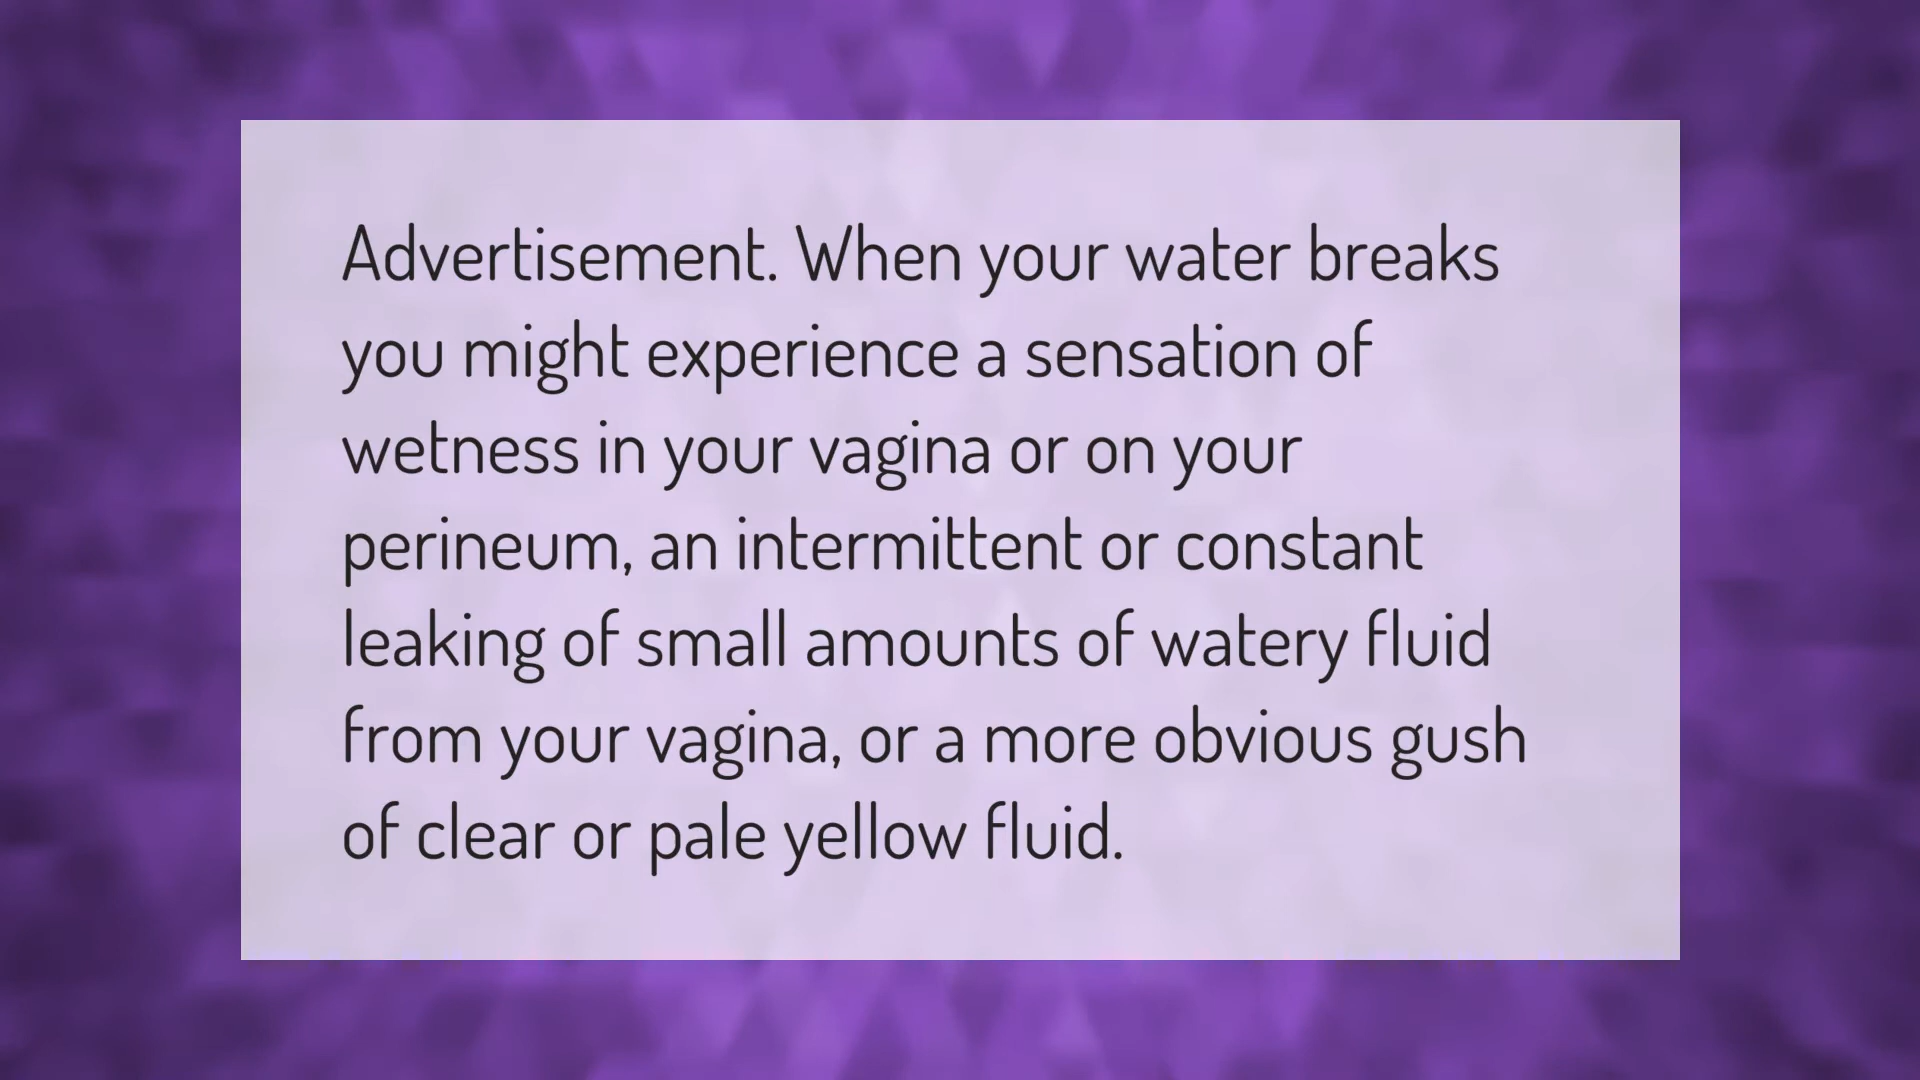 Advertisement. When your water breaks
you might experience a sensation of
wetness in your vagina or on your
perineum, an intermittent or constant
leaking of small amounts of watery fluid
from your vagina, or a more obvious gush
of clear or pale yellow fluid.